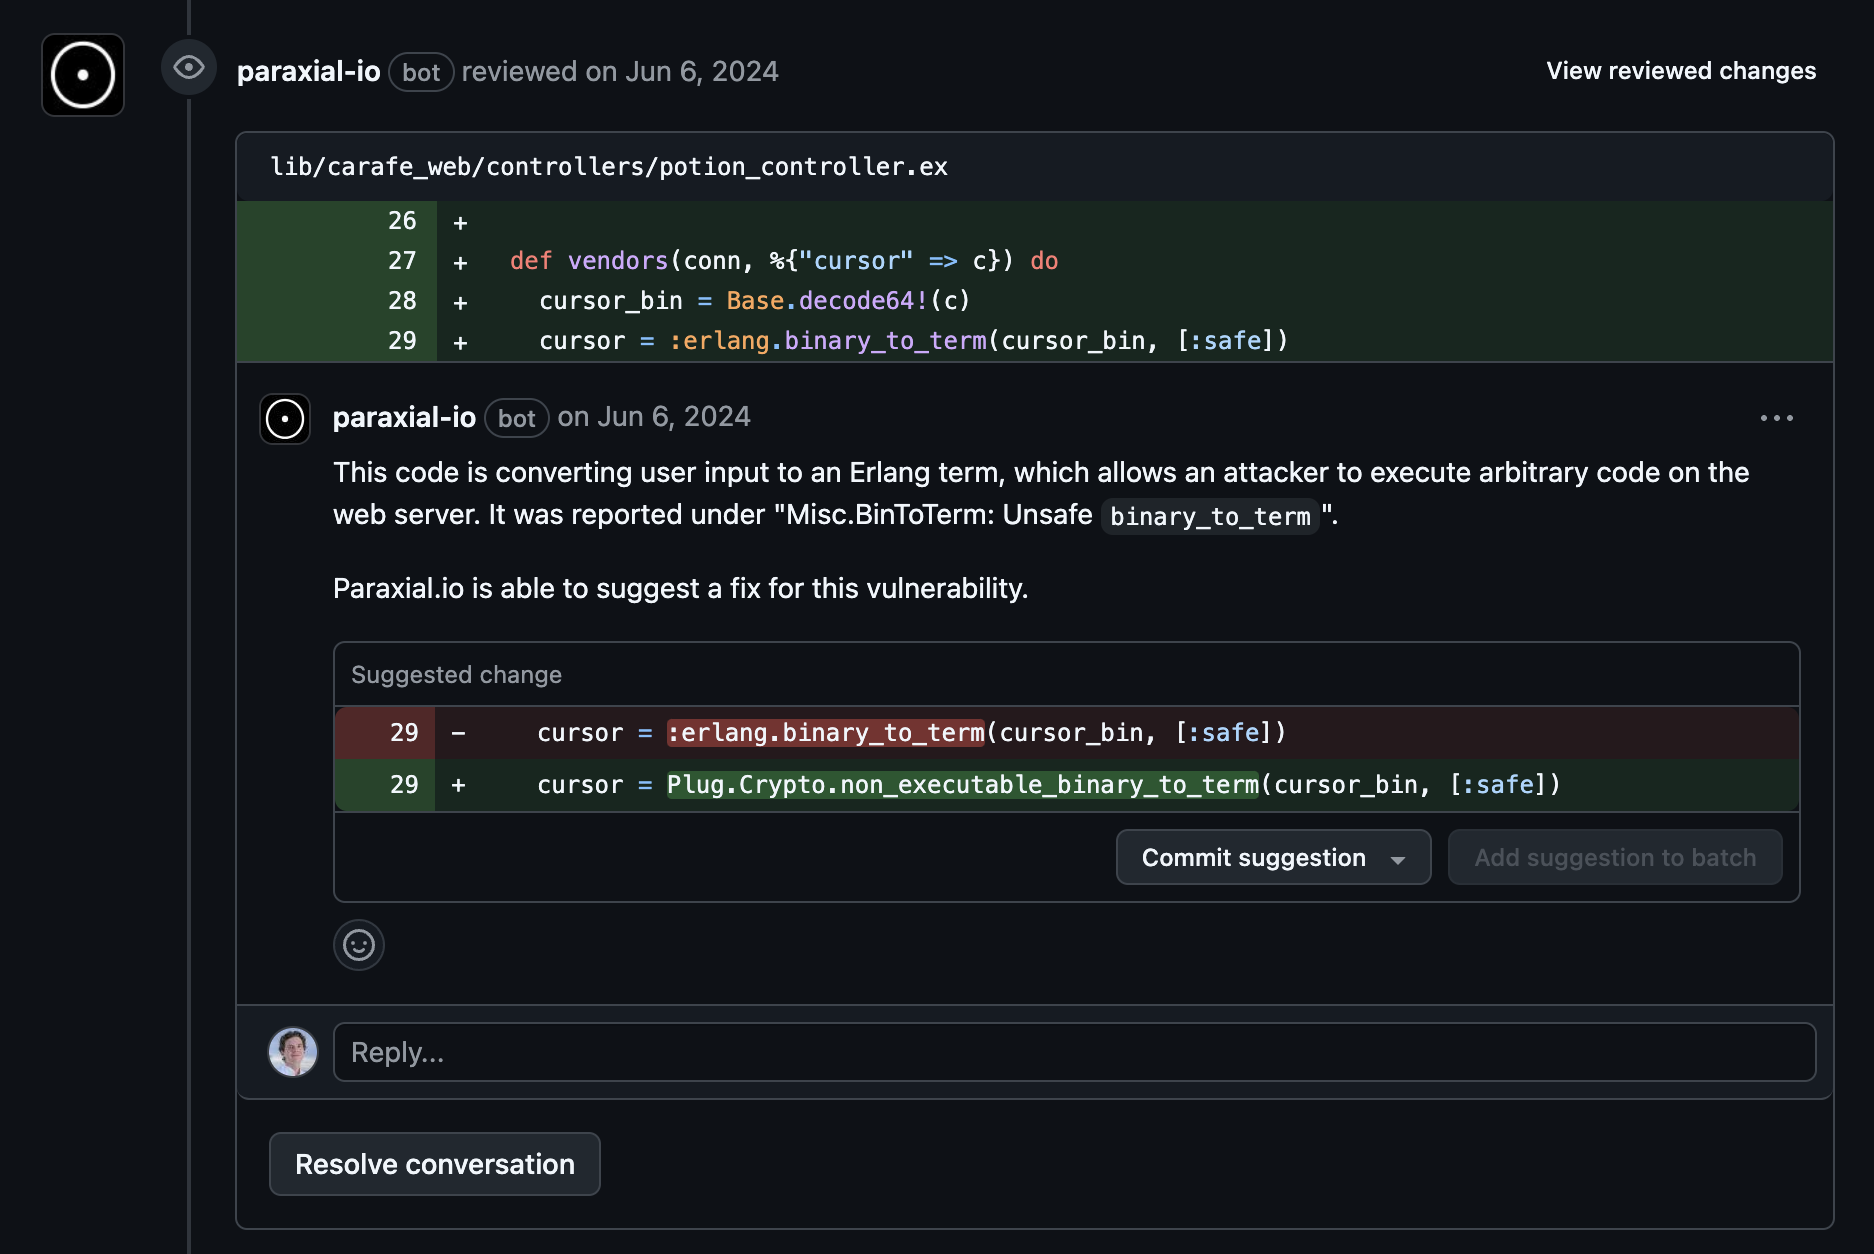 paraxial-io bot reviewed on Jun 6, 2024
View reviewed changes
lib/carafe_web/controllers/potion_controller.ex
26 +
27 + def vendors(conn, %{"cursor" => c}) do
28 + cursor_bin = Base.decode64!(c)
29 + cursor = :erlang.binary_to_term(cursor_bin, [:safe])
paraxial-io bot on Jun 6, 2024
This code is converting user input to an Erlang term, which allows an attacker to execute arbitrary code on the
web server. It was reported under "Misc.BinToTerm: Unsafe binary_to_term".
Paraxial.io is able to suggest a fix for this vulnerability.
Suggested change
29 - cursor = :erlang.binary_to_term(cursor_bin, [:safe])
29 + cursor = Plug.Crypto.non_executable_binary_to_term(cursor_bin, [:safe])
Commit suggestion
Add suggestion to batch
Reply...
Resolve conversation